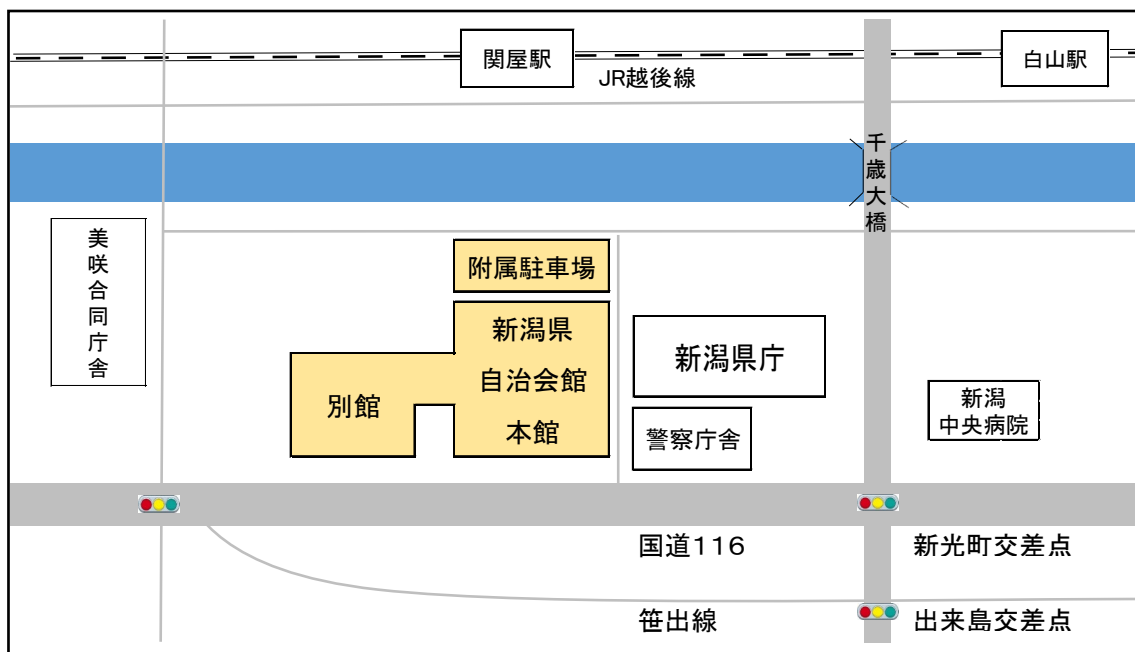 関屋駅
白山駅
JR越後線
千歳大橋
美咲合同庁舎
附属駐車場
新潟県
自治会館
本館
別館
新潟県庁
警察庁舎
新潟
中央病院
国道116
新光町交差点
笹出線
出来島交差点